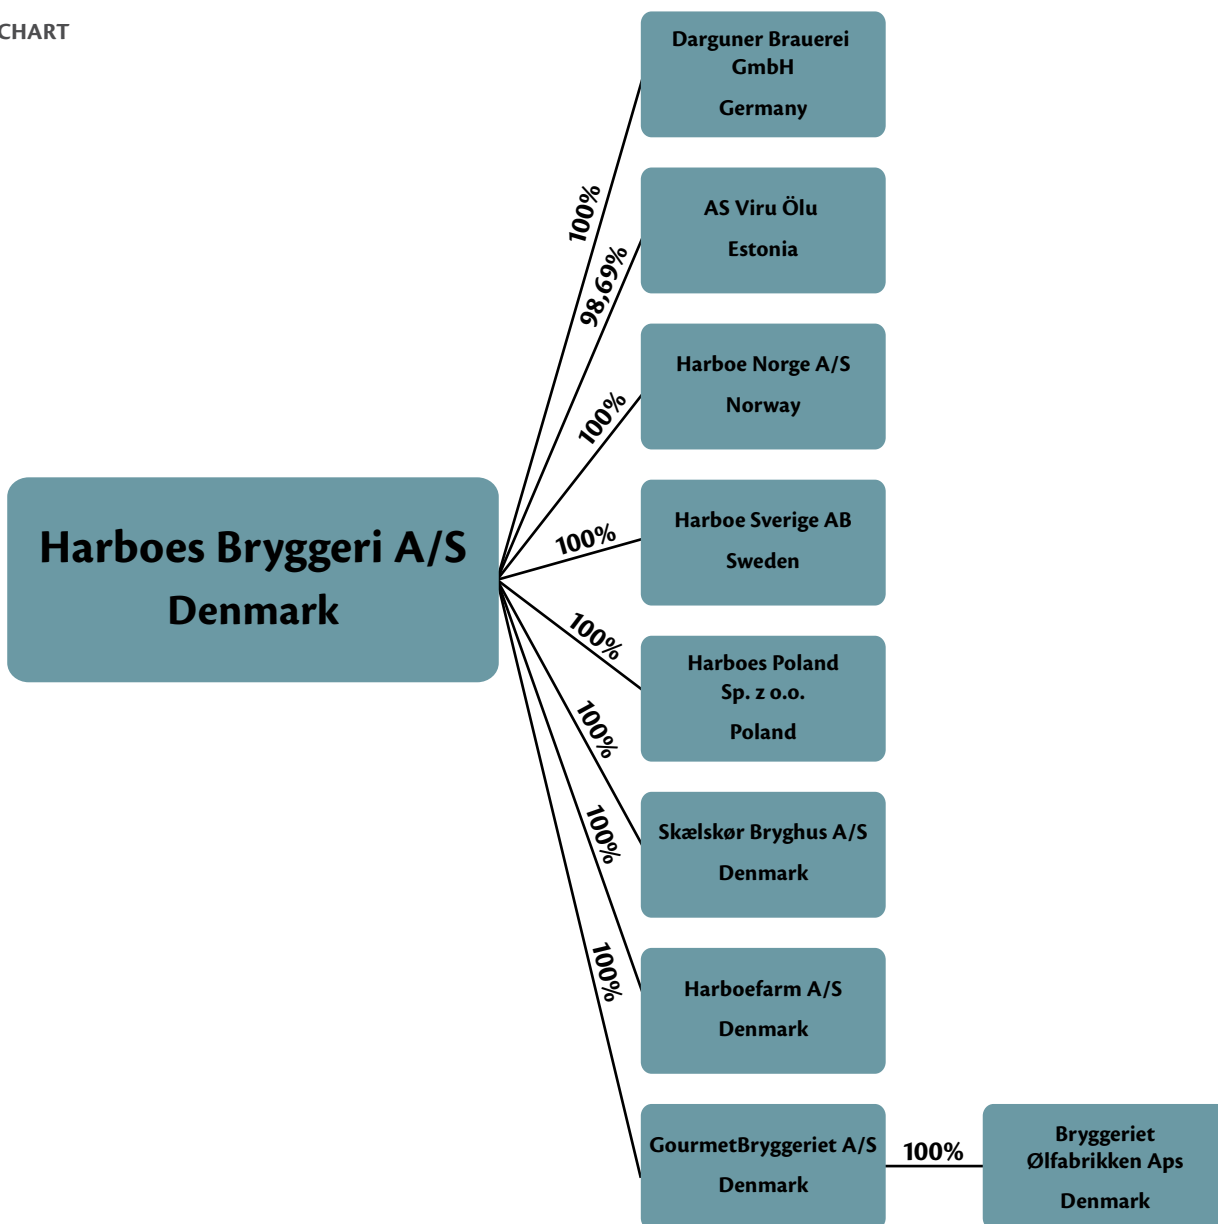 CHART
Darguner Brauerei
GmbH
Germany
100%
AS Viru Ölu
Estonia
98,69%
Harboe Norge A/S
Norway
100%
Harboes Bryggeri A/S
Denmark
Harboe Sverige AB
Sweden
100%
Harboes Poland
Sp. z o.o.
Poland
100%
Skælskør Bryghus A/S
Denmark
100%
Harboefarm A/S
Denmark
100%
GourmetBryggeriet A/S
Denmark
100%
100%
Bryggeriet
Ølfabrikken Aps
Denmark